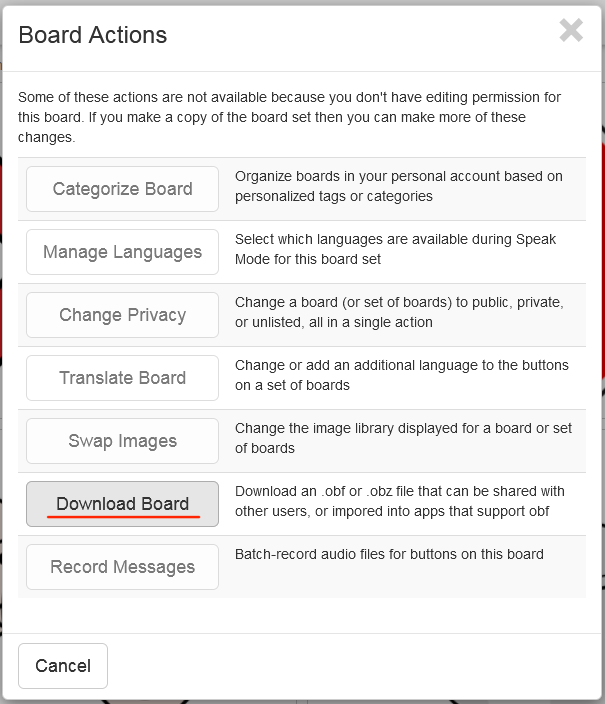 Board Actions
Some of these actions are not available because you don't have editing permission for
this board. If you make a copy of the board set then you can make more of these
changes.
Categorize Board
Organize boards in your personal account based on
personalized tags or categories
Manage Languages
Select which languages are available during Speak
Mode for this board set
Change Privacy
Change a board (or set of boards) to public, private,
or unlisted, all in a single action
Translate Board
Change or add an additional language to the buttons
on a set of boards
Swap Images
Change the image library displayed for a board or set
of boards
Download Board
Download an .obf or .obz file that can be shared with
other users, or impored into apps that support obf
Record Messages
Batch-record audio files for buttons on this board
Cancel